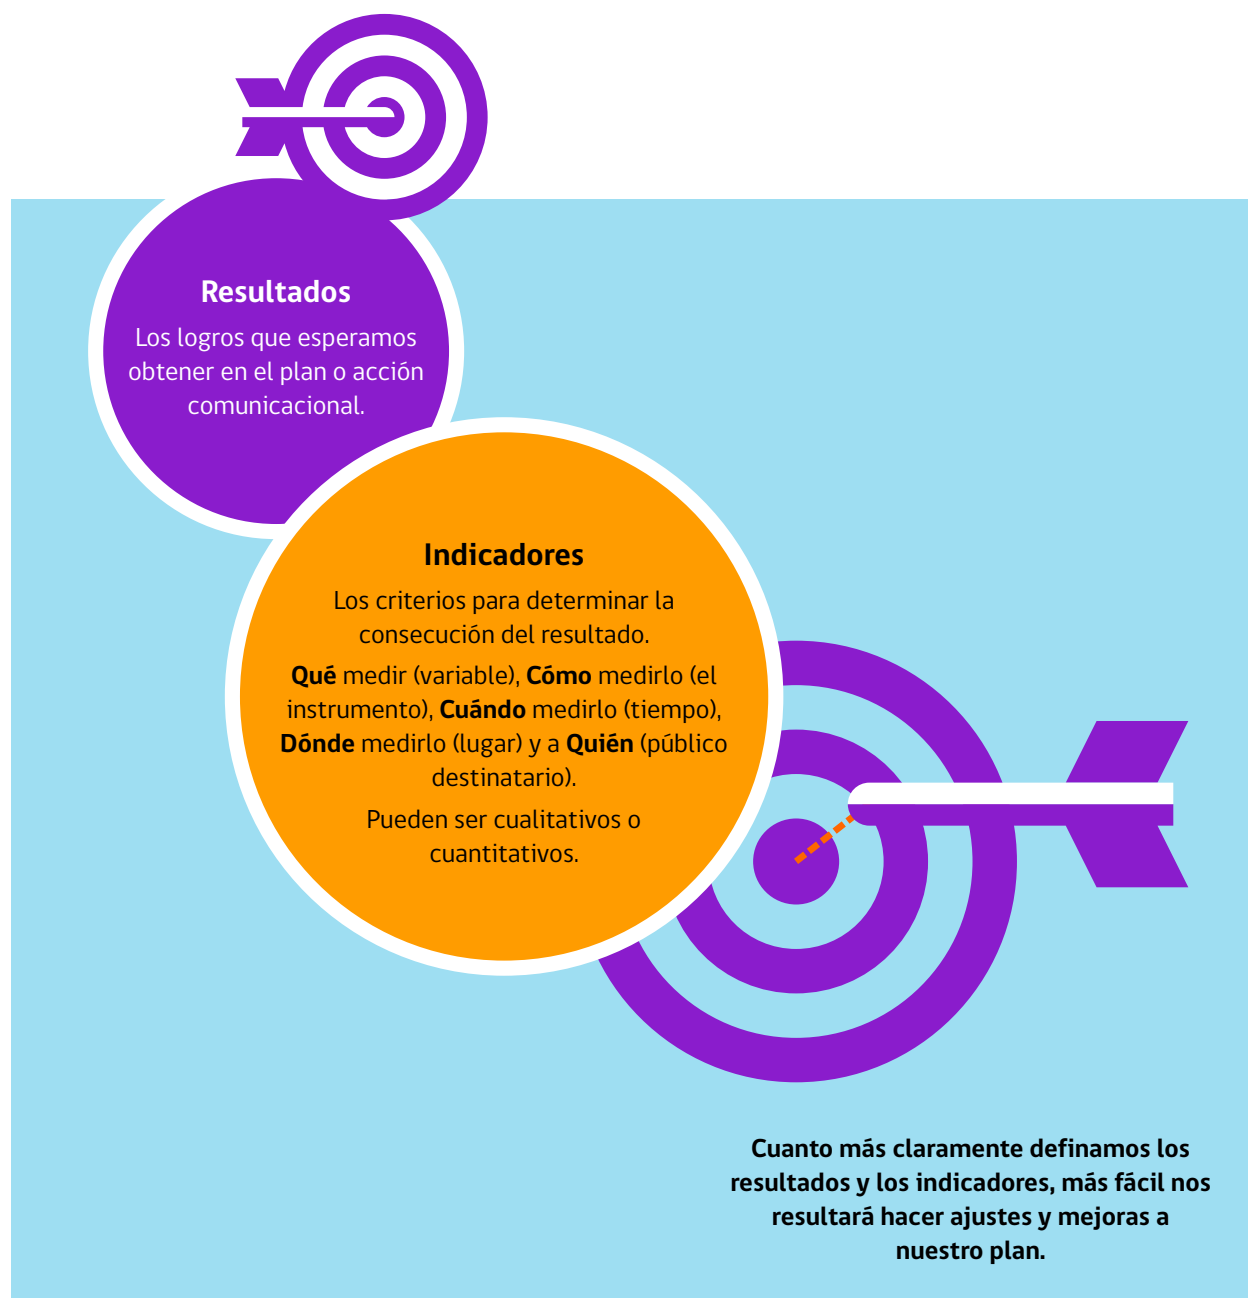 Resultados
Los logros que esperamos
obtener en el plan o acción
comunicacional.
Indicadores
Los criterios para determinar la
consecución del resultado.
Qué medir (variable), Cómo medirlo (el
instrumento), Cuándo medirlo (tiempo),
Dónde medirlo (lugar) y a Quién (público
destinatario).
Pueden ser cualitativos o
cuantitativos.
Cuanto más claramente definamos los
resultados y los indicadores, más fácil nos
resultará hacer ajustes y mejoras a
nuestro plan.